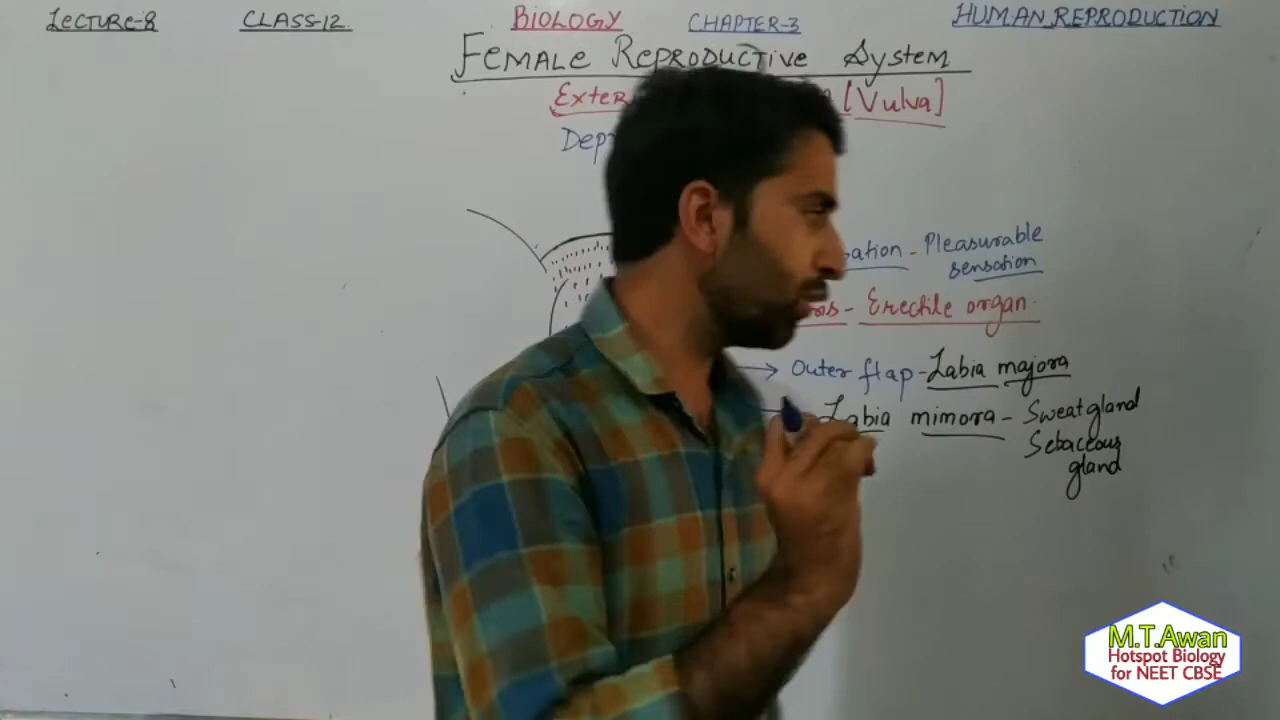 LECTURE-8 CLASS-12 BIOLOGY CHAPTER-3 HUMAN REPRODUCTION
FEMALE REPRODUCTIVE System
[Vulva]
- Pleasurable
sensation
- Erectile organ.
Outer flap - Labia majora
Labia mimora - Sweat gland
Sebaceous
gland
M.T.Awan
Hotspot Biology
for NEET CBSE